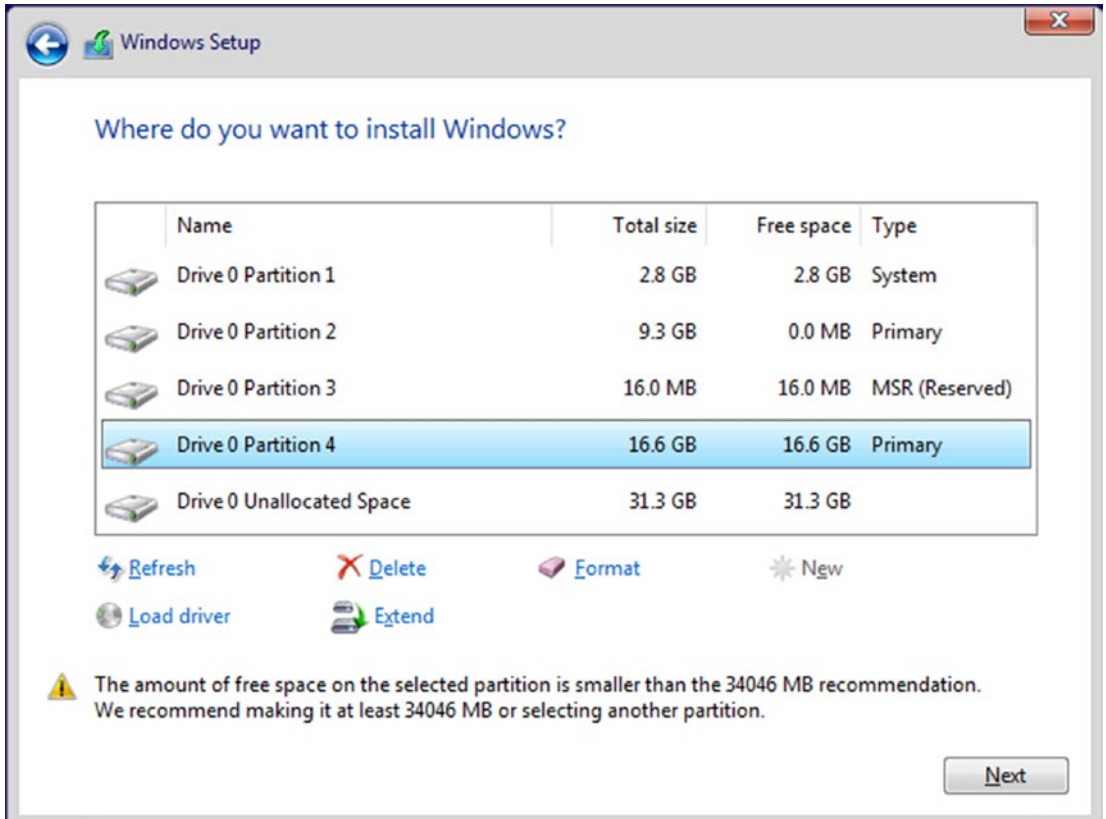 Windows Setup
Where do you want to install Windows?
Name Total size Free space Type
Drive 0 Partition 1 2.8 GB 2.8 GB System
Drive 0 Partition 2 9.3 GB 0.0 MB Primary
Drive 0 Partition 3 16.0 MB 16.0 MB MSR (Reserved)
Drive 0 Partition 4 16.6 GB 16.6 GB Primary
Drive 0 Unallocated Space 31.3 GB 31.3 GB
Refresh Delete Format New
Load driver Extend
The amount of free space on the selected partition is smaller than the 34046 MB recommendation.
We recommend making it at least 34046 MB or selecting another partition.
Next